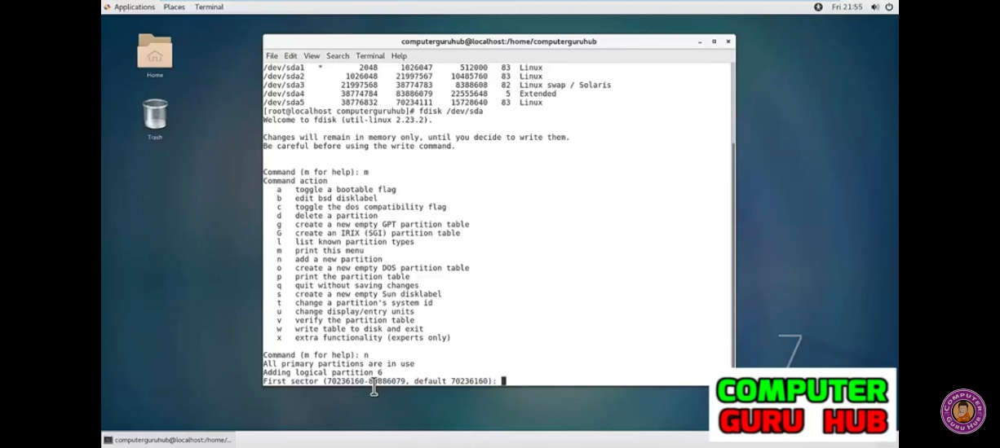 Applications Places Terminal Fri 21:55
computerguruhub@localhost:/home/computerguruhub
File Edit View Search Terminal Help
/dev/sda1 * 2048 1026047 512000 83 Linux
/dev/sda2 1026048 21997567 10485760 83 Linux
/dev/sda3 21997568 38774783 8388608 82 Linux swap / Solaris
/dev/sda4 38774784 83886079 22555648 5 Extended
/dev/sda5 38776832 70234111 15728640 83 Linux
[root@localhost computerguruhub]# fdisk /dev/sda
Welcome to fdisk (util-linux 2.23.2).
Changes will remain in memory only, until you decide to write them.
Be careful before using the write command.
Command (m for help): m
Command action
a toggle a bootable flag
b edit bsd disklabel
c toggle the dos compatibility flag
d delete a partition
g create a new empty GPT partition table
G create an IRIX (SGI) partition table
l list known partition types
m print this menu
n add a new partition
o create a new empty DOS partition table
p print the partition table
q quit without saving changes
s create a new empty Sun disklabel
t change a partition's system id
u change display/entry units
v verify the partition table
w write table to disk and exit
x extra functionality (experts only)
Command (m for help): n
All primary partitions are in use
Adding logical partition 6
First sector (70236160-83886079, default 70236160):
Home
Trash
7
COMPUTER
GURU HUB
COMPUTER
GURU HUB
computerguruhub@localhost:/home/...